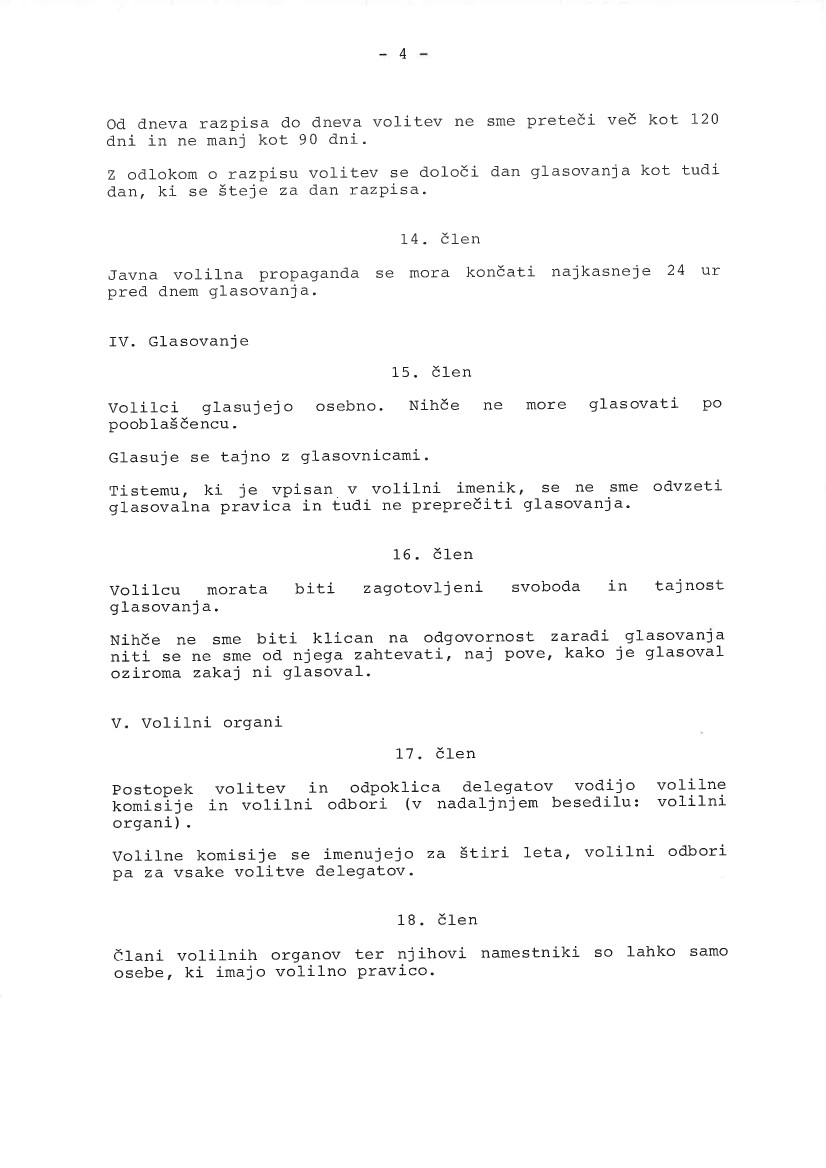 - 4 -
Od dneva razpisa do dneva volitev ne sme preteči več kot 120
dni in ne manj kot 90 dni.
Z odlokom o razpisu volitev se določi dan glasovanja kot tudi
dan, ki se šteje za dan razpisa.
14. člen
Javna volilna propaganda se mora končati najkasneje 24 ur
pred dnem glasovanja.
IV. Glasovanje
15. člen
Volilci glasujejo osebno. Nihče ne more glasovati po
pooblaščencu.
Glasuje se tajno z glasovnicami.
Tistemu, ki je vpisan v volilni imenik, se ne sme odvzeti
glasovalna pravica in tudi ne preprečiti glasovanja.
16. člen
Volilcu morata biti zagotovljeni svoboda in tajnost
glasovanja.
Nihče ne sme biti klican na odgovornost zaradi glasovanja
niti se ne sme od njega zahtevati, naj pove, kako je glasoval
oziroma zakaj ni glasoval.
V. Volilni organi
17. člen
Postopek volitev in odpoklica delegatov vodijo volilne
komisije in volilni odbori (v nadaljnjem besedilu: volilni
organi).
Volilne komisije se imenujejo za štiri leta, volilni odbori
pa za vsake volitve delegatov.
18. člen
Člani volilnih organov ter njihovi namestniki so lahko samo
osebe, ki imajo volilno pravico.